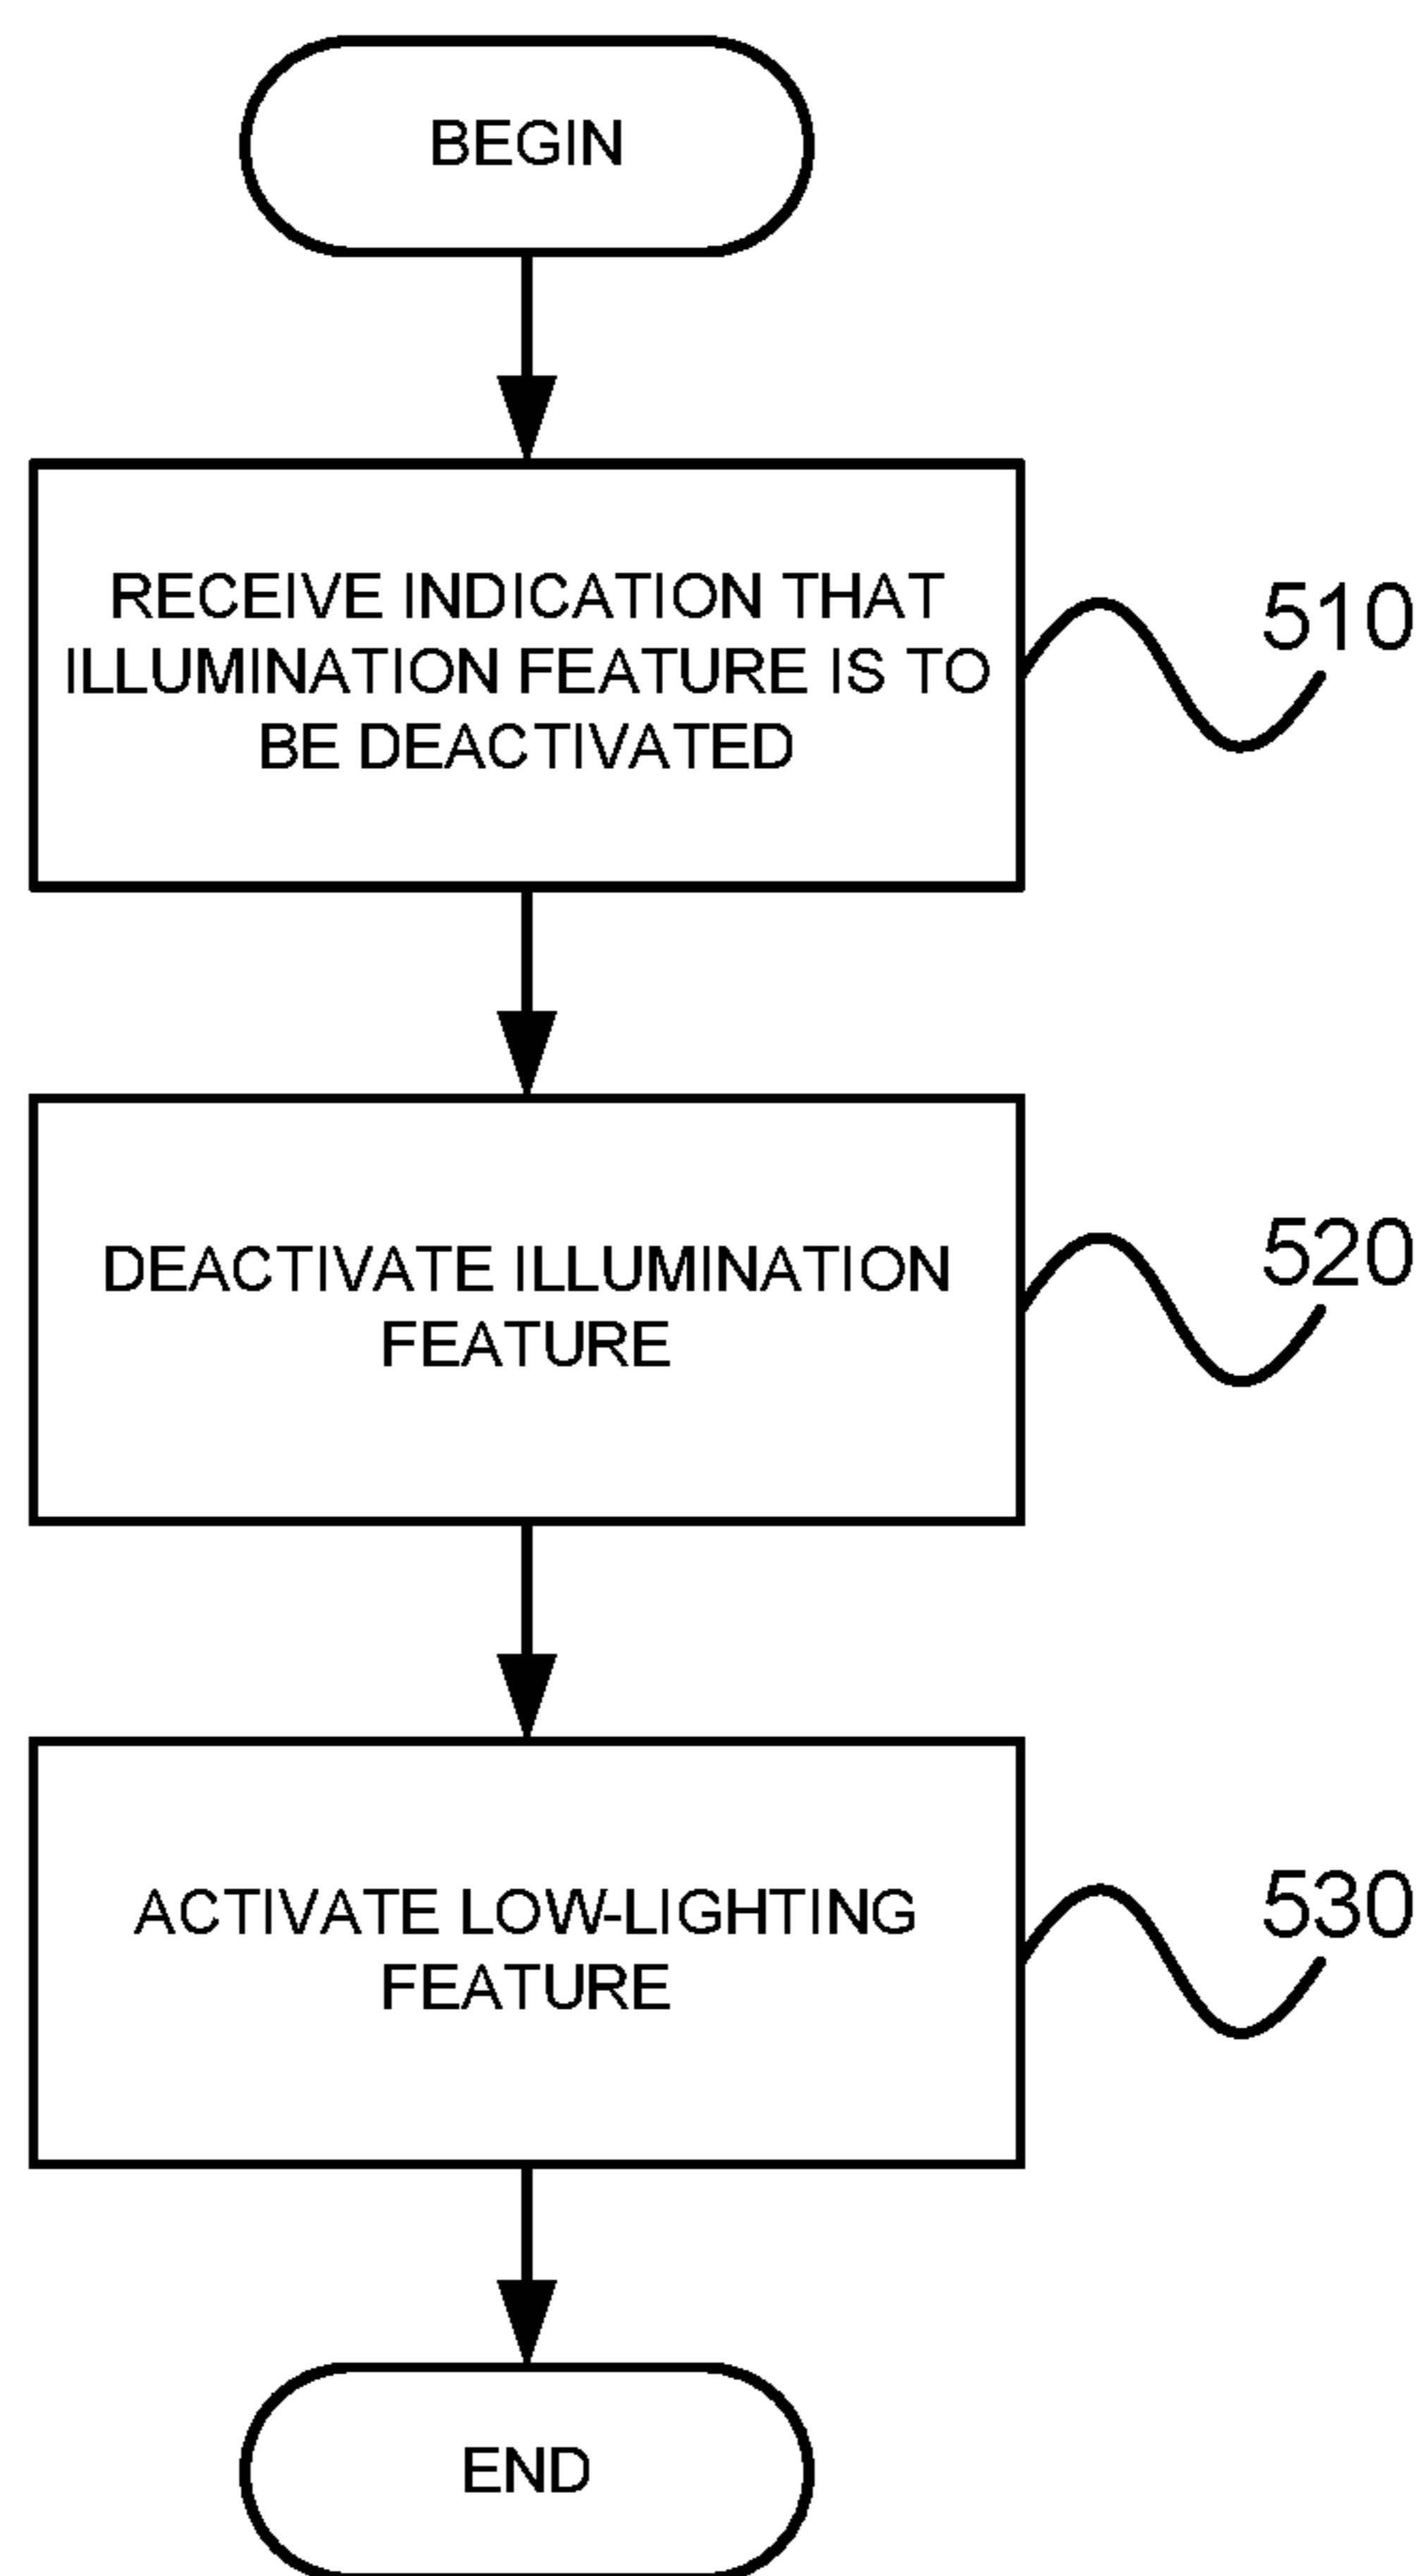 BEGIN
RECEIVE INDICATION THAT
ILLUMINATION FEATURE IS TO
BE DEACTIVATED
510
DEACTIVATE ILLUMINATION
FEATURE
520
ACTIVATE LOW-LIGHTING
FEATURE
530
END